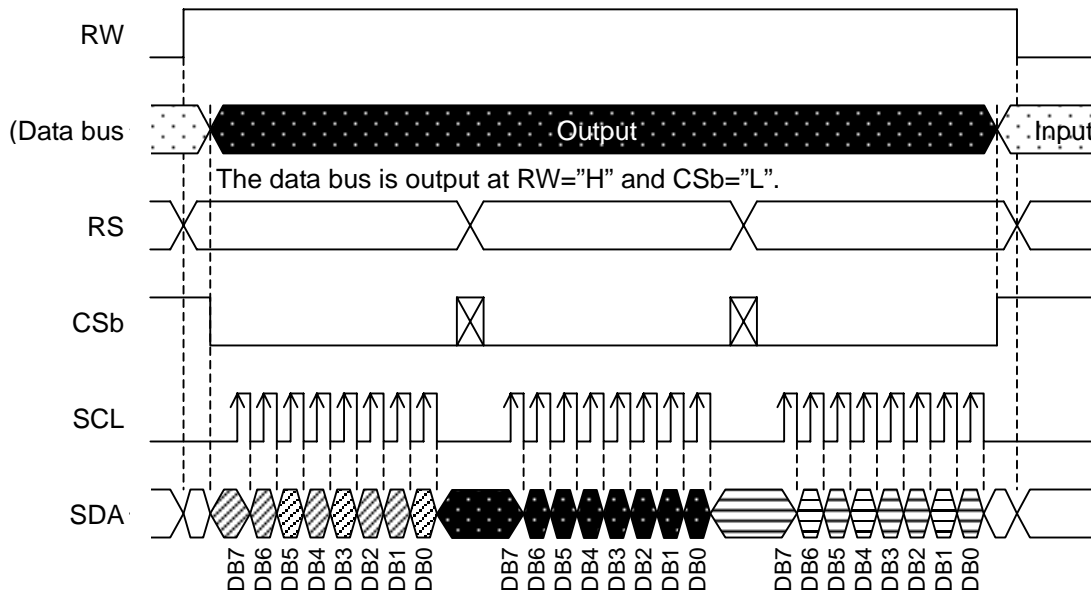 RW
(Data bus
Output
Input
The data bus is output at RW=”H” and CSb=”L”.
RS
CSb
SCL
SDA
DB7 DB6 DB5 DB4 DB3 DB2 DB1 DB0 DB7 DB6 DB5 DB4 DB3 DB2 DB1 DB0 DB7 DB6 DB5 DB4 DB3 DB2 DB1 DB0